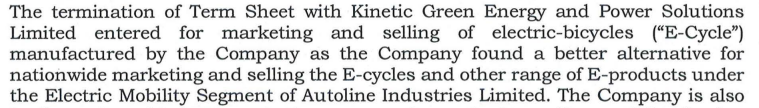 The termination of Term Sheet with Kinetic Green Energy and Power Solutions
Limited entered for marketing and selling of electric-bicycles (“E-Cycle”)
manufactured by the Company as the Company found a better alternative for
nationwide marketing and selling the E-cycles and other range of E-products under
the Electric Mobility Segment of Autoline Industries Limited. The Company is also